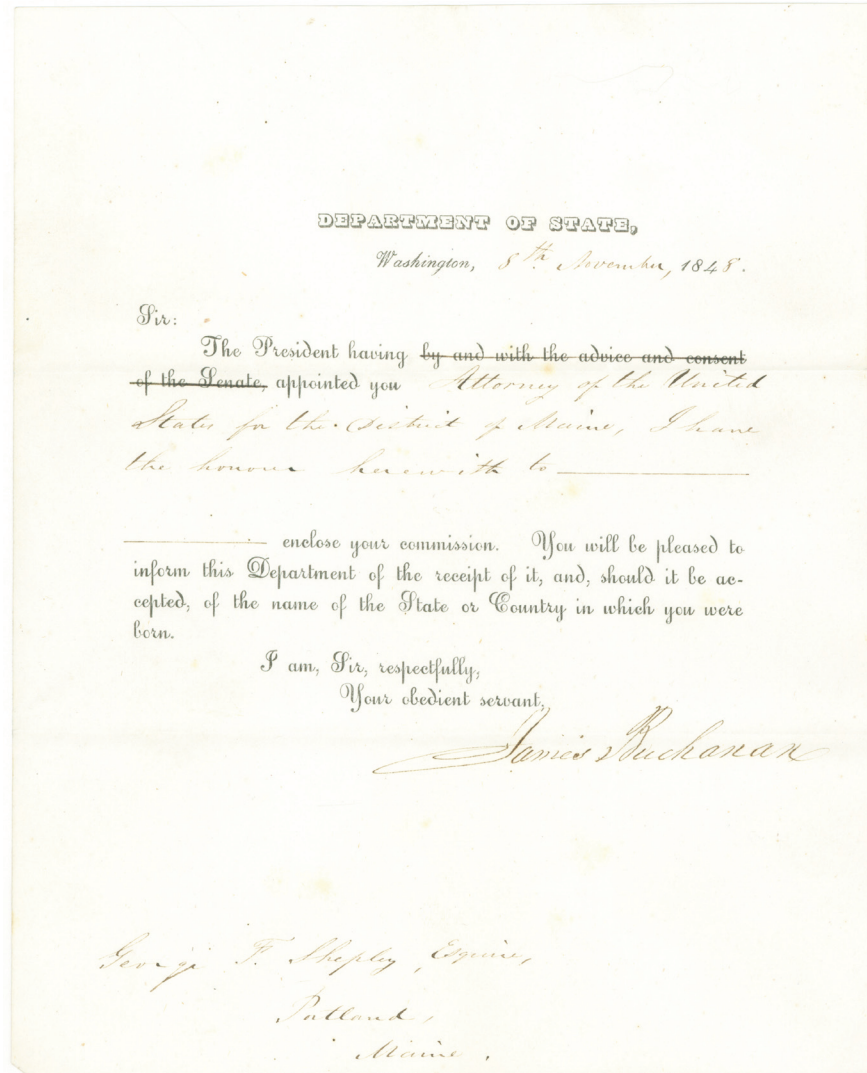 DEPARTMENT OF STATE,
Washington, 8th November, 1848.
Sir:
The President having by and with the advice and consent
of the Senate, appointed you Attorney of the United
States for the District of Maine, I have
the honour herewith to
enclose your commission. You will be pleased to
inform this Department of the receipt of it, and, should it be ac-
cepted, of the name of the State or Country in which you were
born.
I am, Sir, respectfully,
Your obedient servant,
James Buchanan
George F. Shepley, Esquire,
Portland,
Maine.